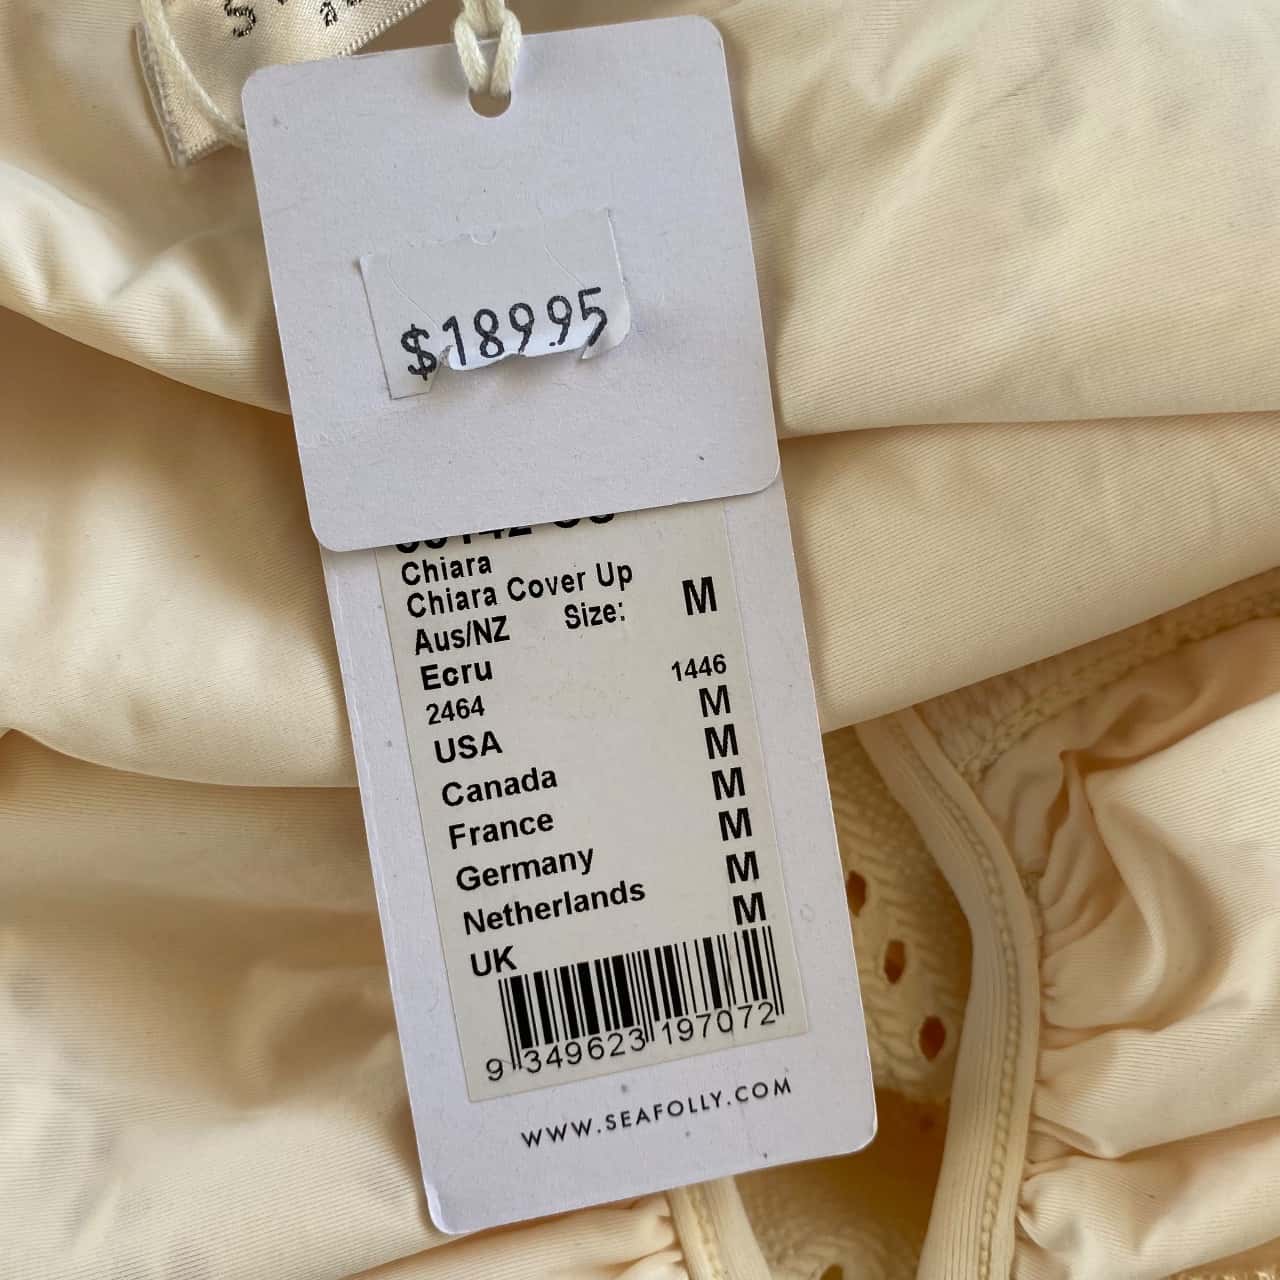 $189.95
Chiara
Chiara Cover Up
Aus/NZ Size: M
Ecru
2464 1446
USA M
Canada M
France M
Germany M
Netherlands M
UK M
9 349623 197072
WWW.SEAFOLLY.COM